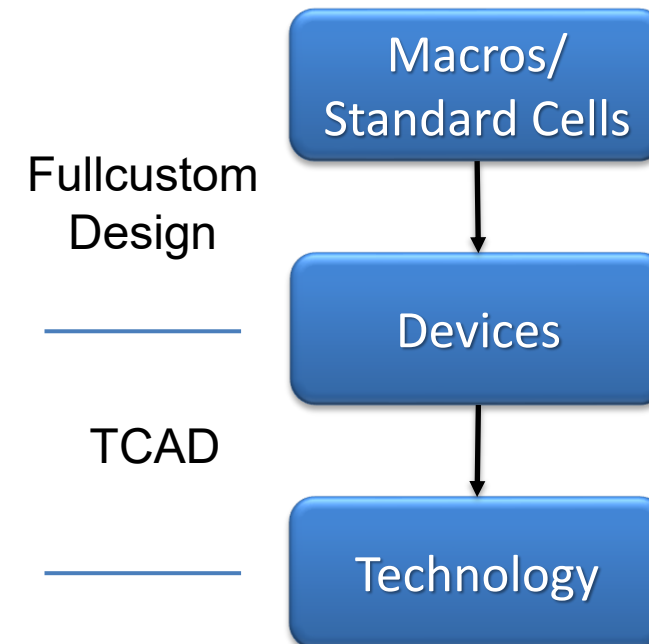 Macros/
Standard Cells
Fullcustom
Design
Devices
TCAD
Technology